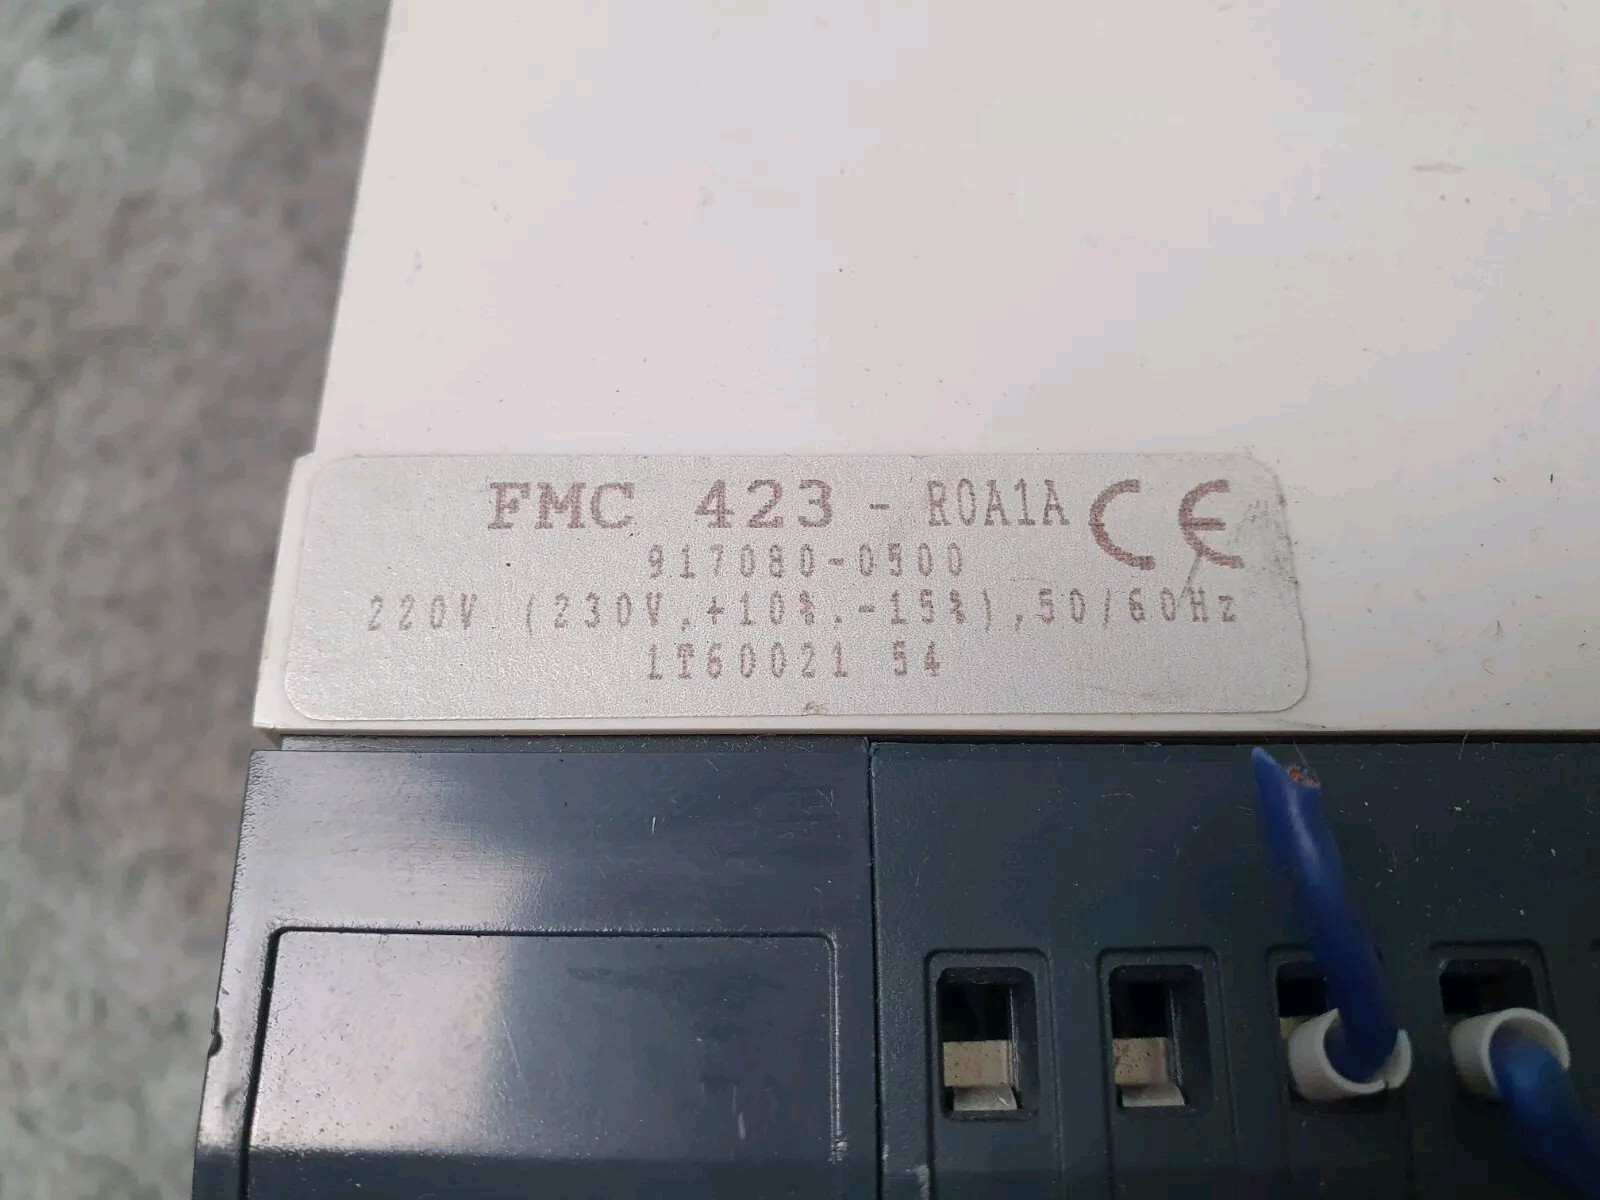 FMC 423 - R0A1A CE
917080-0500
220V (230V,+10%,-15%),50/60Hz
1T60021 54